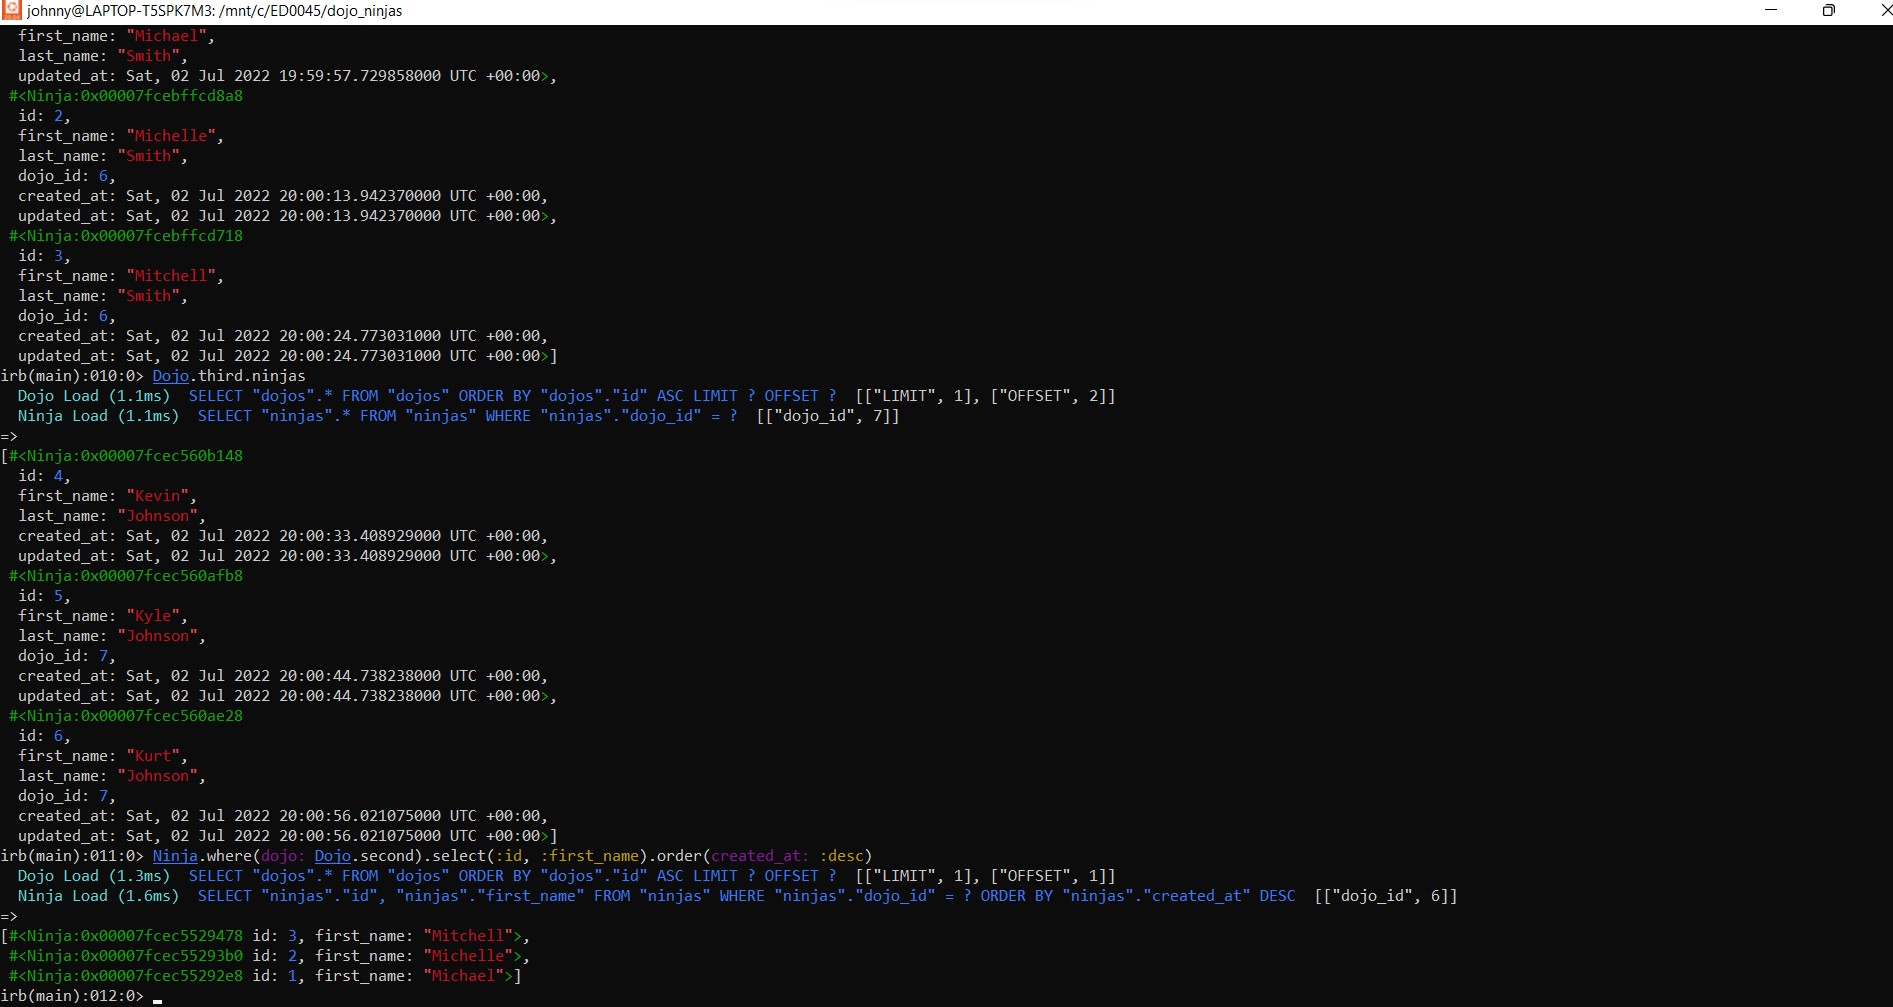 johnny@LAPTOP-T5SPK7M3: /mnt/c/ED0045/dojo_ninjas
  first_name: "Michael",
  last_name: "Smith",
  updated_at: Sat, 02 Jul 2022 19:59:57.729858000 UTC +00:00>,
 #<Ninja:0x00007fcebffcd8a8
  id: 2,
  first_name: "Michelle",
  last_name: "Smith",
  dojo_id: 6,
  created_at: Sat, 02 Jul 2022 20:00:13.942370000 UTC +00:00,
  updated_at: Sat, 02 Jul 2022 20:00:13.942370000 UTC +00:00>,
 #<Ninja:0x00007fcebffcd718
  id: 3,
  first_name: "Mitchell",
  last_name: "Smith",
  dojo_id: 6,
  created_at: Sat, 02 Jul 2022 20:00:24.773031000 UTC +00:00,
  updated_at: Sat, 02 Jul 2022 20:00:24.773031000 UTC +00:00>]
irb(main):010:0> Dojo.third.ninjas
  Dojo Load (1.1ms)  SELECT "dojos".* FROM "dojos" ORDER BY "dojos"."id" ASC LIMIT ? OFFSET ?  [["LIMIT", 1], ["OFFSET", 2]]
  Ninja Load (1.1ms)  SELECT "ninjas".* FROM "ninjas" WHERE "ninjas"."dojo_id" = ?  [["dojo_id", 7]]
=>
[#<Ninja:0x00007fcec560b148
  id: 4,
  first_name: "Kevin",
  last_name: "Johnson",
  created_at: Sat, 02 Jul 2022 20:00:33.408929000 UTC +00:00,
  updated_at: Sat, 02 Jul 2022 20:00:33.408929000 UTC +00:00>,
 #<Ninja:0x00007fcec560afb8
  id: 5,
  first_name: "Kyle",
  last_name: "Johnson",
  dojo_id: 7,
  created_at: Sat, 02 Jul 2022 20:00:44.738238000 UTC +00:00,
  updated_at: Sat, 02 Jul 2022 20:00:44.738238000 UTC +00:00>,
 #<Ninja:0x00007fcec560ae28
  id: 6,
  first_name: "Kurt",
  last_name: "Johnson",
  dojo_id: 7,
  created_at: Sat, 02 Jul 2022 20:00:56.021075000 UTC +00:00,
  updated_at: Sat, 02 Jul 2022 20:00:56.021075000 UTC +00:00>]
irb(main):011:0> Ninja.where(dojo: Dojo.second).select(:id, :first_name).order(created_at: :desc)
  Dojo Load (1.3ms)  SELECT "dojos".* FROM "dojos" ORDER BY "dojos"."id" ASC LIMIT ? OFFSET ?  [["LIMIT", 1], ["OFFSET", 1]]
  Ninja Load (1.6ms)  SELECT "ninjas"."id", "ninjas"."first_name" FROM "ninjas" WHERE "ninjas"."dojo_id" = ? ORDER BY "ninjas"."created_at" DESC  [["dojo_id", 6]]
=>
[#<Ninja:0x00007fcec5529478 id: 3, first_name: "Mitchell">,
 #<Ninja:0x00007fcec55293b0 id: 2, first_name: "Michelle">,
 #<Ninja:0x00007fcec55292e8 id: 1, first_name: "Michael">]
irb(main):012:0>